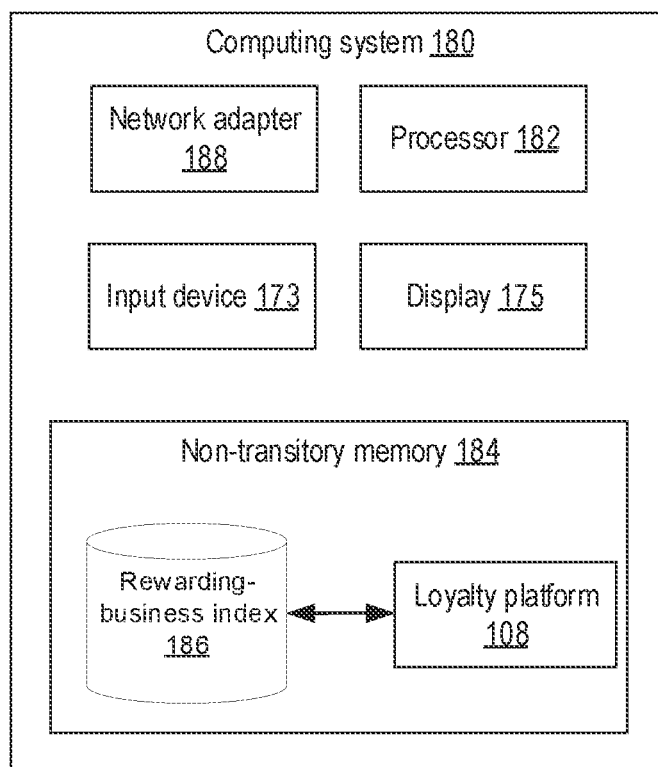 Computing system 180
Network adapter
188
Processor 182
Input device 173
Display 175
Non-transitory memory 184
Rewarding-
business index
186
Loyalty platform
108